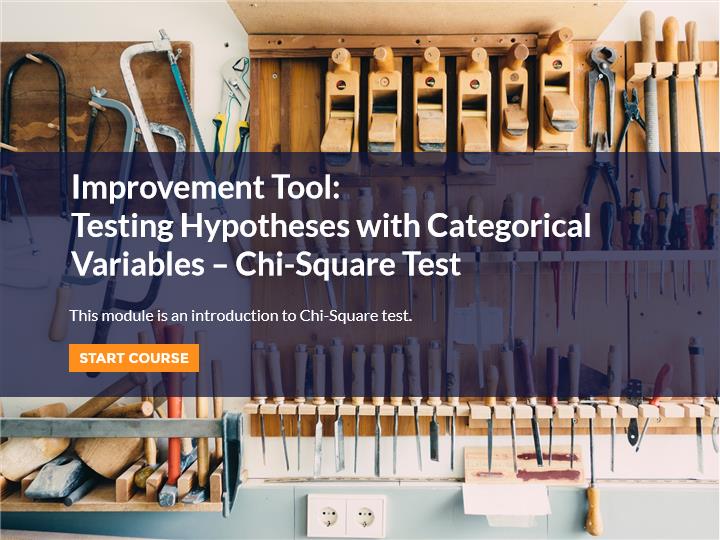 Improvement Tool:
Testing Hypotheses with Categorical
Variables – Chi-Square Test
This module is an introduction to Chi-Square test.
START COURSE